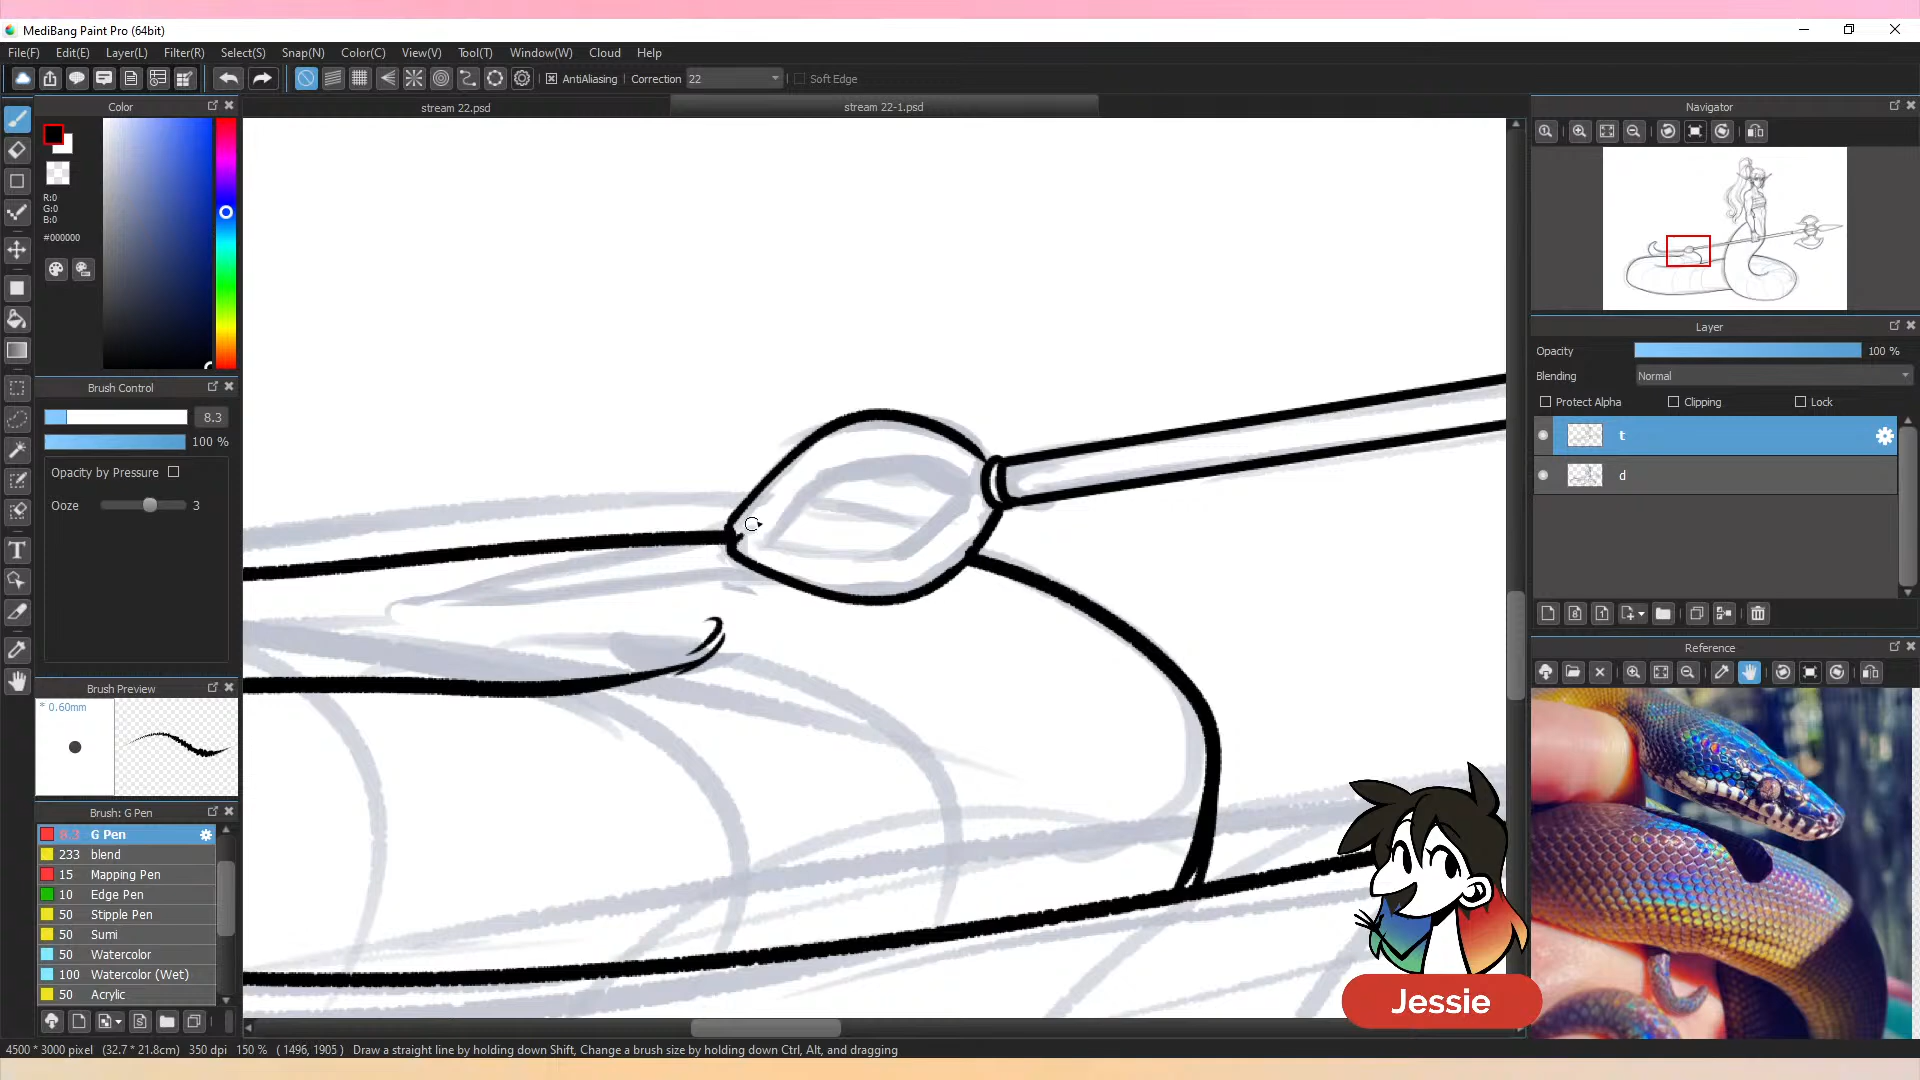 MediBang Paint Pro (64bit)
File(F) Edit(E) Layer(L) Filter(R) Select(S) Snap(N) Color(C) View(V) Tool(T) Window(W) Cloud Help
AntiAliasing Correction 22 Soft Edge
Color
stream 22.psd
stream 22-1.psd
Navigator
R:0
G:0
B:0
#000000
Layer
Opacity 100 %
Blending Normal
Protect Alpha Clipping Lock
t
d
Brush Control
8.3
100 %
Opacity by Pressure
Ooze 3
Reference
Brush Preview
* 0.60mm
Brush: G Pen
8.3 G Pen
233 blend
15 Mapping Pen
10 Edge Pen
50 Stipple Pen
50 Sumi
50 Watercolor
100 Watercolor (Wet)
50 Acrylic
Jessie
4500 * 3000 pixel (32.7 * 21.8cm) 350 dpi 150 % ( 1496, 1905 ) Draw a straight line by holding down Shift, Change a brush size by holding down Ctrl, Alt, and dragging